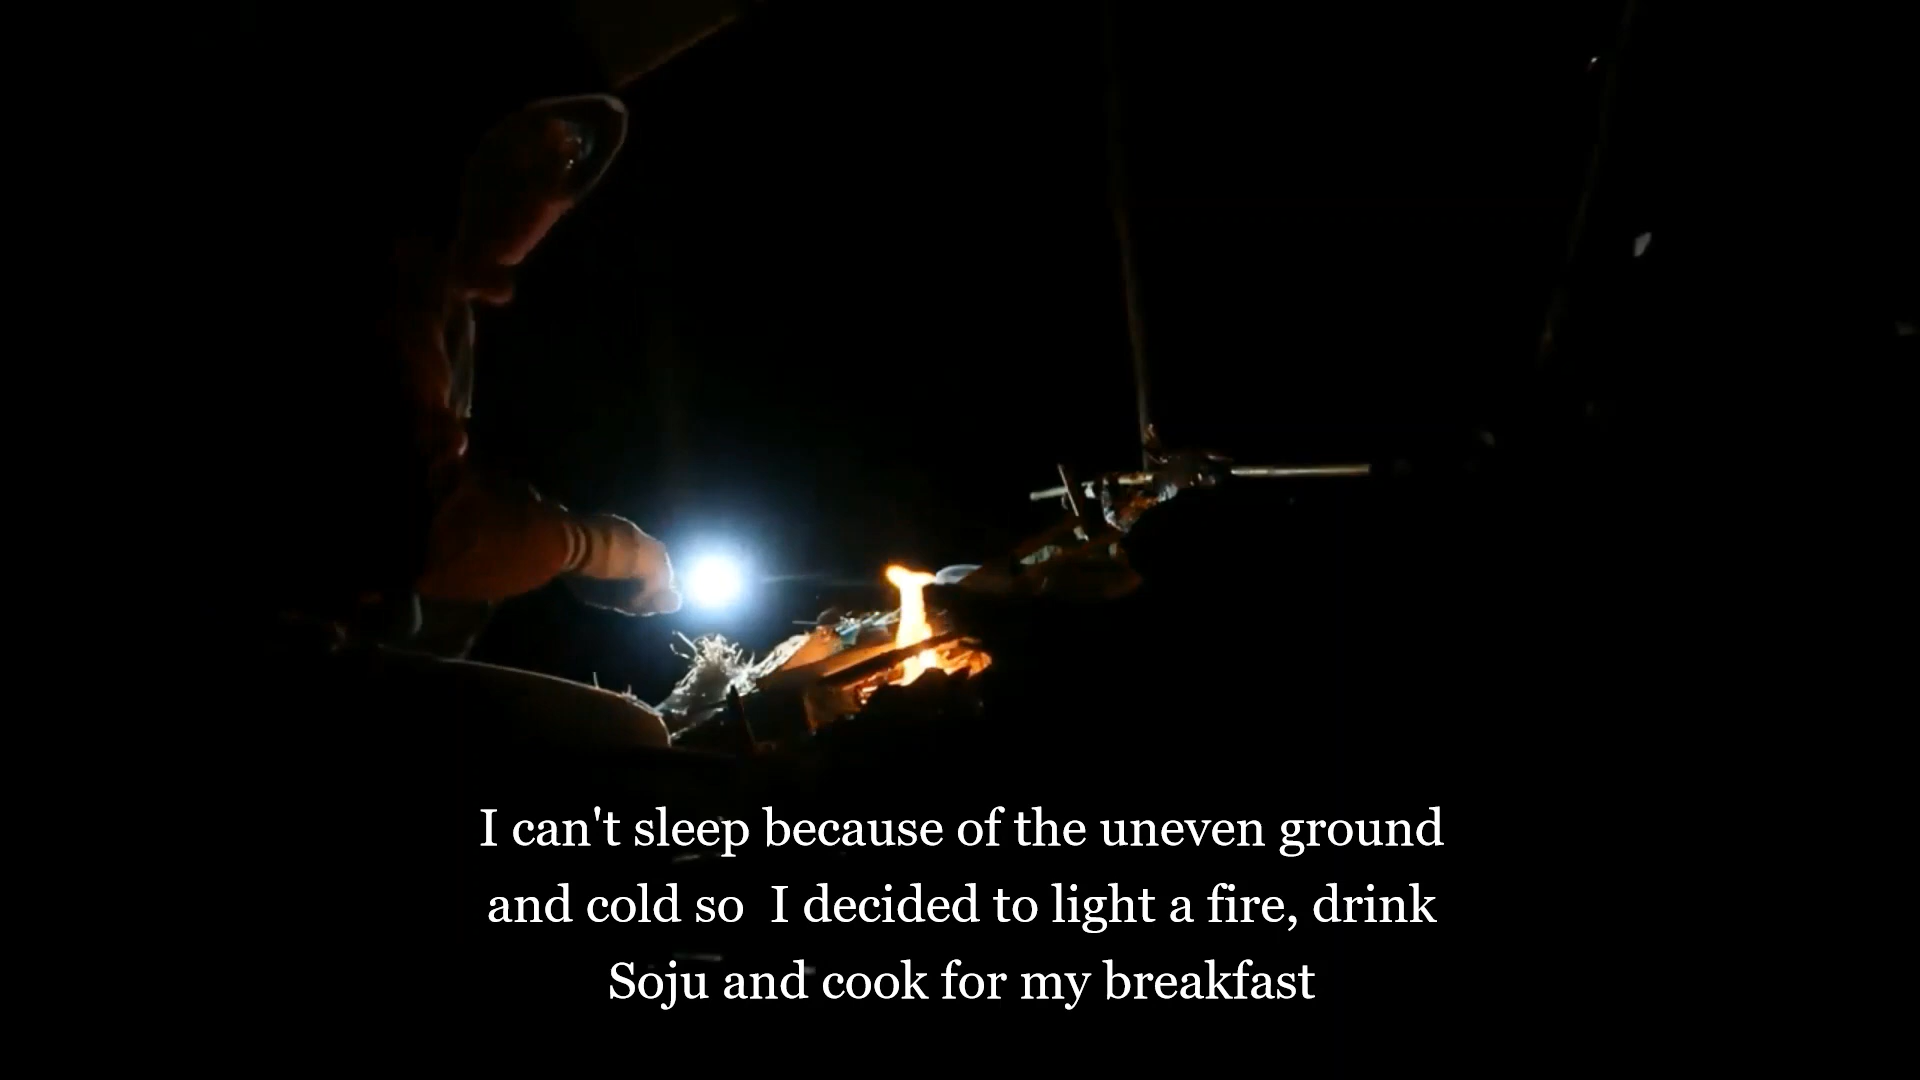 I can't sleep because of the uneven ground
and cold so  I decided to light a fire, drink
Soju and cook for my breakfast